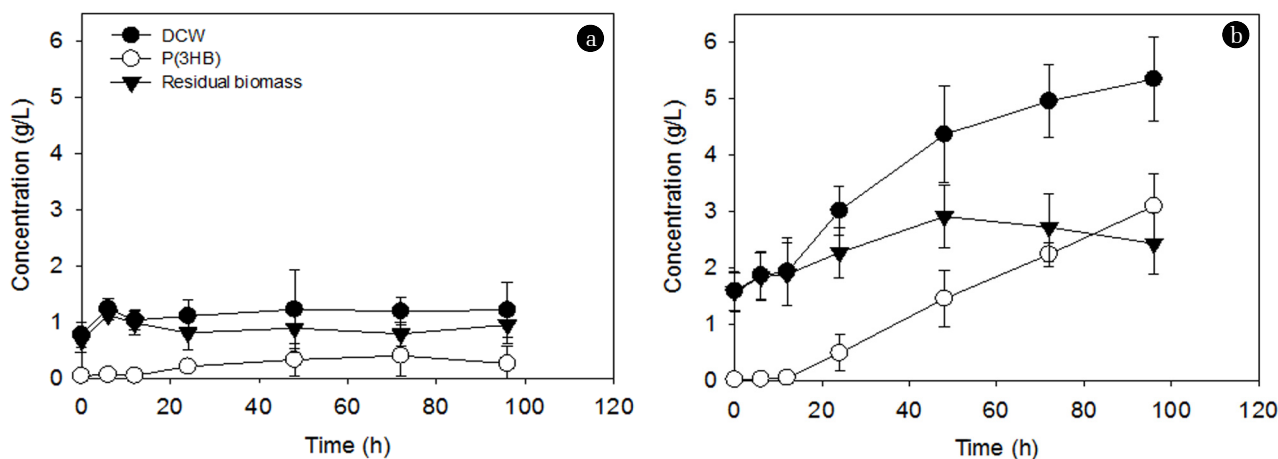 a
DCW
P(3HB)
Residual biomass
Concentration (g/L)
6
5
4
3
2
1
0
0 20 40 60 80 100 120
Time (h)
b
Concentration (g/L)
6
5
4
3
2
1
0
0 20 40 60 80 100 120
Time (h)